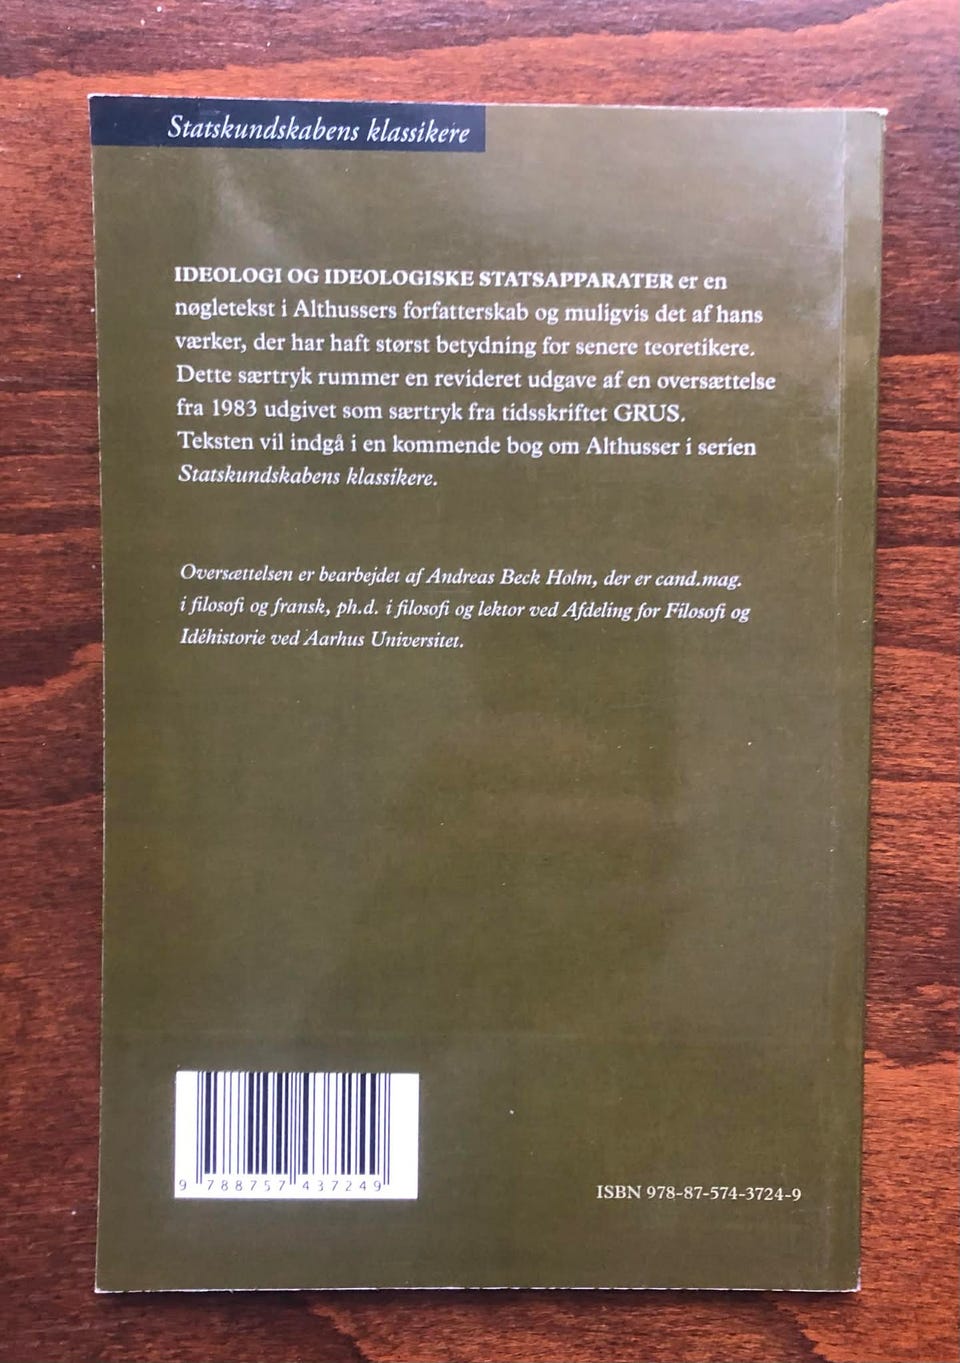 Statskundskabens klassikere
IDEOLOGI OG IDEOLOGISKE STATSAPPARATER er en
nøgletekst i Althussers forfatterskab og muligvis det af hans
værker, der har haft størst betydning for senere teoretikere.
Dette særtryk rummer en revideret udgave af en oversættelse
fra 1983 udgivet som særtryk fra tidsskriftet GRUS.
Teksten vil indgå i en kommende bog om Althusser i serien
Statskundskabens klassikere.
Oversættelsen er bearbejdet af Andreas Beck Holm, der er cand.mag.
i filosofi og fransk, ph.d. i filosofi og lektor ved Afdeling for Filosofi og
Idéhistorie ved Aarhus Universitet.
9 788757 437249
ISBN 978-87-574-3724-9